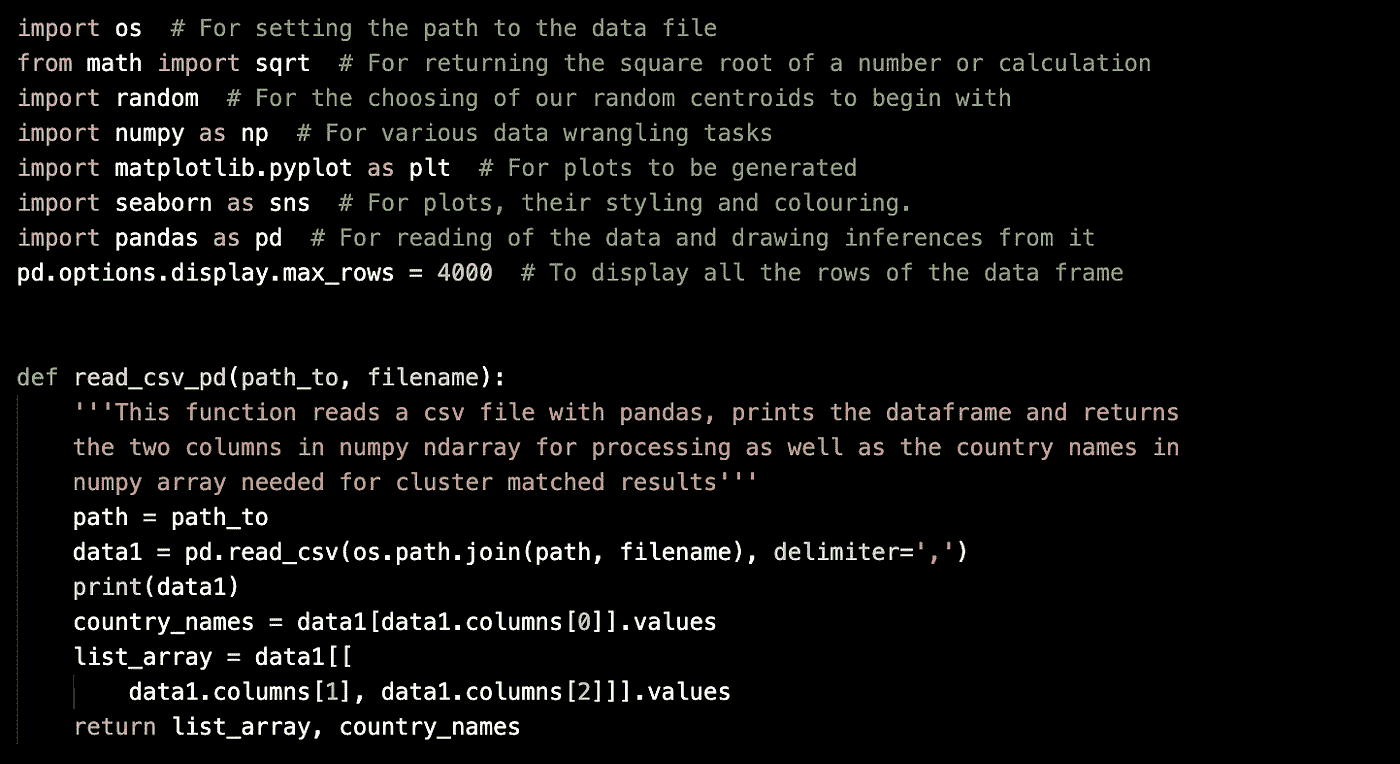 import os  # For setting the path to the data file
from math import sqrt  # For returning the square root of a number or calculation
import random  # For the choosing of our random centroids to begin with
import numpy as np  # For various data wrangling tasks
import matplotlib.pyplot as plt  # For plots to be generated
import seaborn as sns  # For plots, their styling and colouring.
import pandas as pd  # For reading of the data and drawing inferences from it
pd.options.display.max_rows = 4000  # To display all the rows of the data frame
def read_csv_pd(path_to, filename):
    '''This function reads a csv file with pandas, prints the dataframe and returns
    the two columns in numpy ndarray for processing as well as the country names in
    numpy array needed for cluster matched results'''
    path = path_to
    data1 = pd.read_csv(os.path.join(path, filename), delimiter=',')
    print(data1)
    country_names = data1[data1.columns[0]].values
    list_array = data1[[
        data1.columns[1], data1.columns[2]]].values
    return list_array, country_names